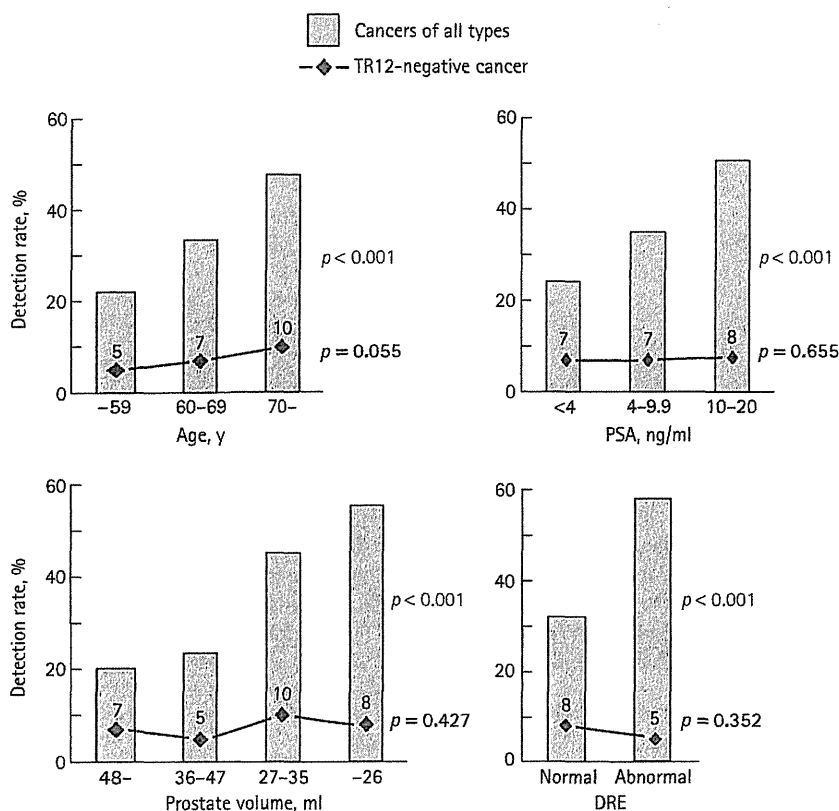 Cancers of all types
TR12-negative cancer
60
40
20
0
Detection rate, %
5
7
10
p < 0.001
p = 0.055
–59
60–69
70–
Age, y
60
40
20
0
7
7
8
p < 0.001
p = 0.655
<4
4–9.9
10–20
PSA, ng/ml
60
40
20
0
Detection rate, %
7
5
10
8
p < 0.001
p = 0.427
48–
36–47
27–35
–26
Prostate volume, ml
60
40
20
0
8
5
p < 0.001
p = 0.352
Normal
Abnormal
DRE